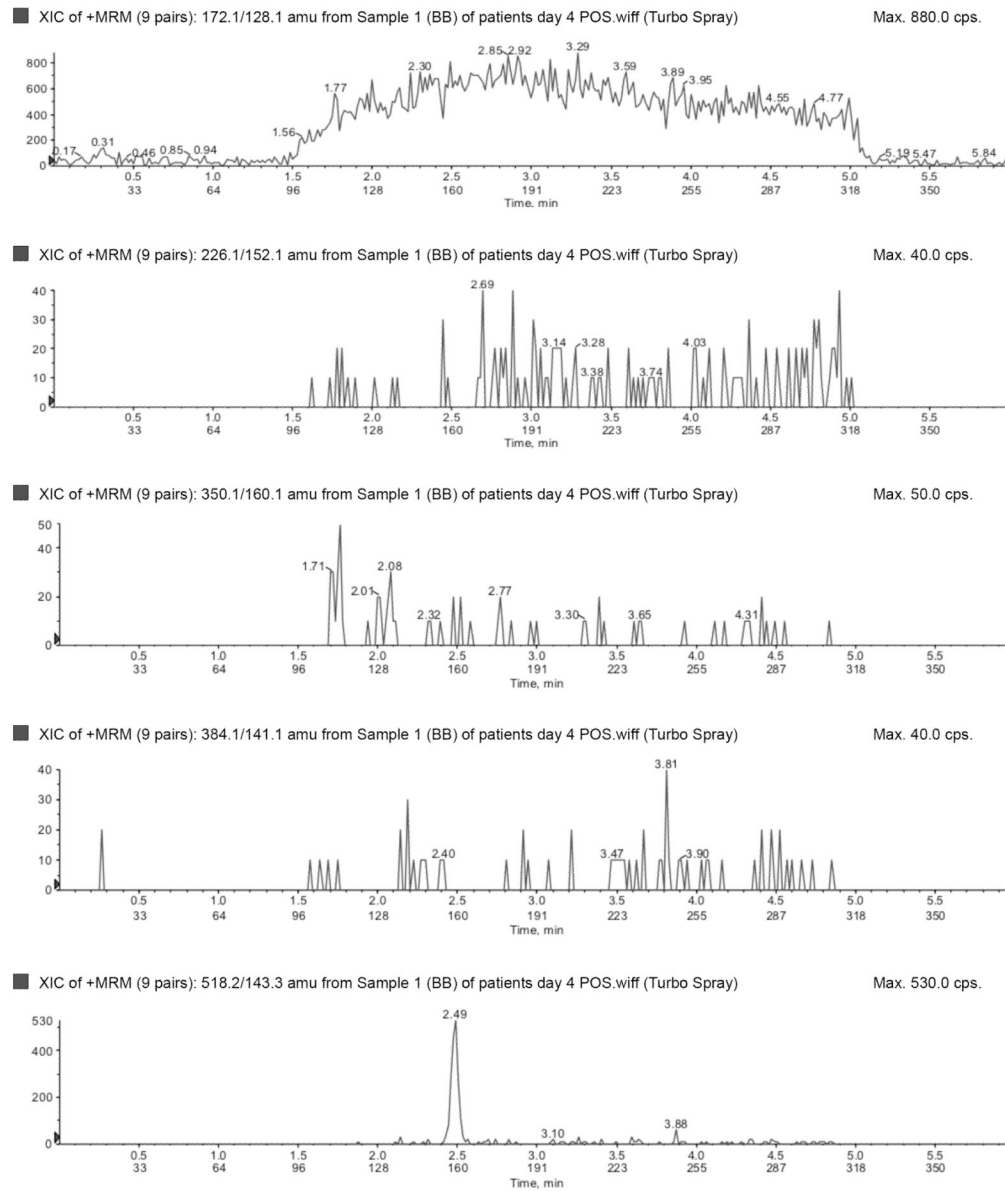 XIC of +MRM (9 pairs): 172.1/128.1 amu from Sample 1 (BB) of patients day 4 POS.wiff (Turbo Spray) Max. 880.0 cps.
800
600
400
200
0
0.17 0.31 0.46 0.85 0.94 1.56 1.77 2.30 2.85 2.92 3.29 3.59 3.89 3.95 4.55 4.77 5.19 5.47 5.84
0.5 1.0 1.5 2.0 2.5 3.0 3.5 4.0 4.5 5.0 5.5
33 64 96 128 160 191 223 255 287 318 350
Time, min
XIC of +MRM (9 pairs): 226.1/152.1 amu from Sample 1 (BB) of patients day 4 POS.wiff (Turbo Spray) Max. 40.0 cps.
40
30
20
10
0
2.69 3.14 3.28 3.38 3.74 4.03
0.5 1.0 1.5 2.0 2.5 3.0 3.5 4.0 4.5 5.0 5.5
33 64 96 128 160 191 223 255 287 318 350
Time, min
XIC of +MRM (9 pairs): 350.1/160.1 amu from Sample 1 (BB) of patients day 4 POS.wiff (Turbo Spray) Max. 50.0 cps.
50
40
20
0
1.71 2.01 2.08 2.32 2.77 3.30 3.65 4.31
0.5 1.0 1.5 2.0 2.5 3.0 3.5 4.0 4.5 5.0 5.5
33 64 96 128 160 191 223 255 287 318 350
Time, min
XIC of +MRM (9 pairs): 384.1/141.1 amu from Sample 1 (BB) of patients day 4 POS.wiff (Turbo Spray) Max. 40.0 cps.
40
30
20
10
0
2.40 3.47 3.81 3.90
0.5 1.0 1.5 2.0 2.5 3.0 3.5 4.0 4.5 5.0 5.5
33 64 96 128 160 191 223 255 287 318 350
Time, min
XIC of +MRM (9 pairs): 518.2/143.3 amu from Sample 1 (BB) of patients day 4 POS.wiff (Turbo Spray) Max. 530.0 cps.
530
400
200
0
2.49 3.10 3.88
0.5 1.0 1.5 2.0 2.5 3.0 3.5 4.0 4.5 5.0 5.5
33 64 96 128 160 191 223 255 287 318 350
Time, min